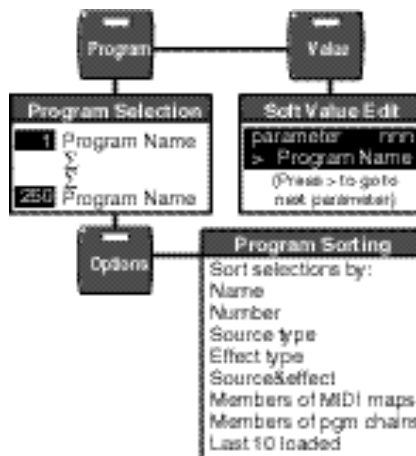 Program
Value
Program Selection
1 Program Name
250 Program Name
Soft Value Edit
parameter nnn
> Program Name
(Press > to go to
next parameter)
Options
Program Sorting
Sort selections by:
Name
Number
Source type
Effect type
Source&effect
Members of MIDI maps
Members of pgm chains
Last 10 loaded